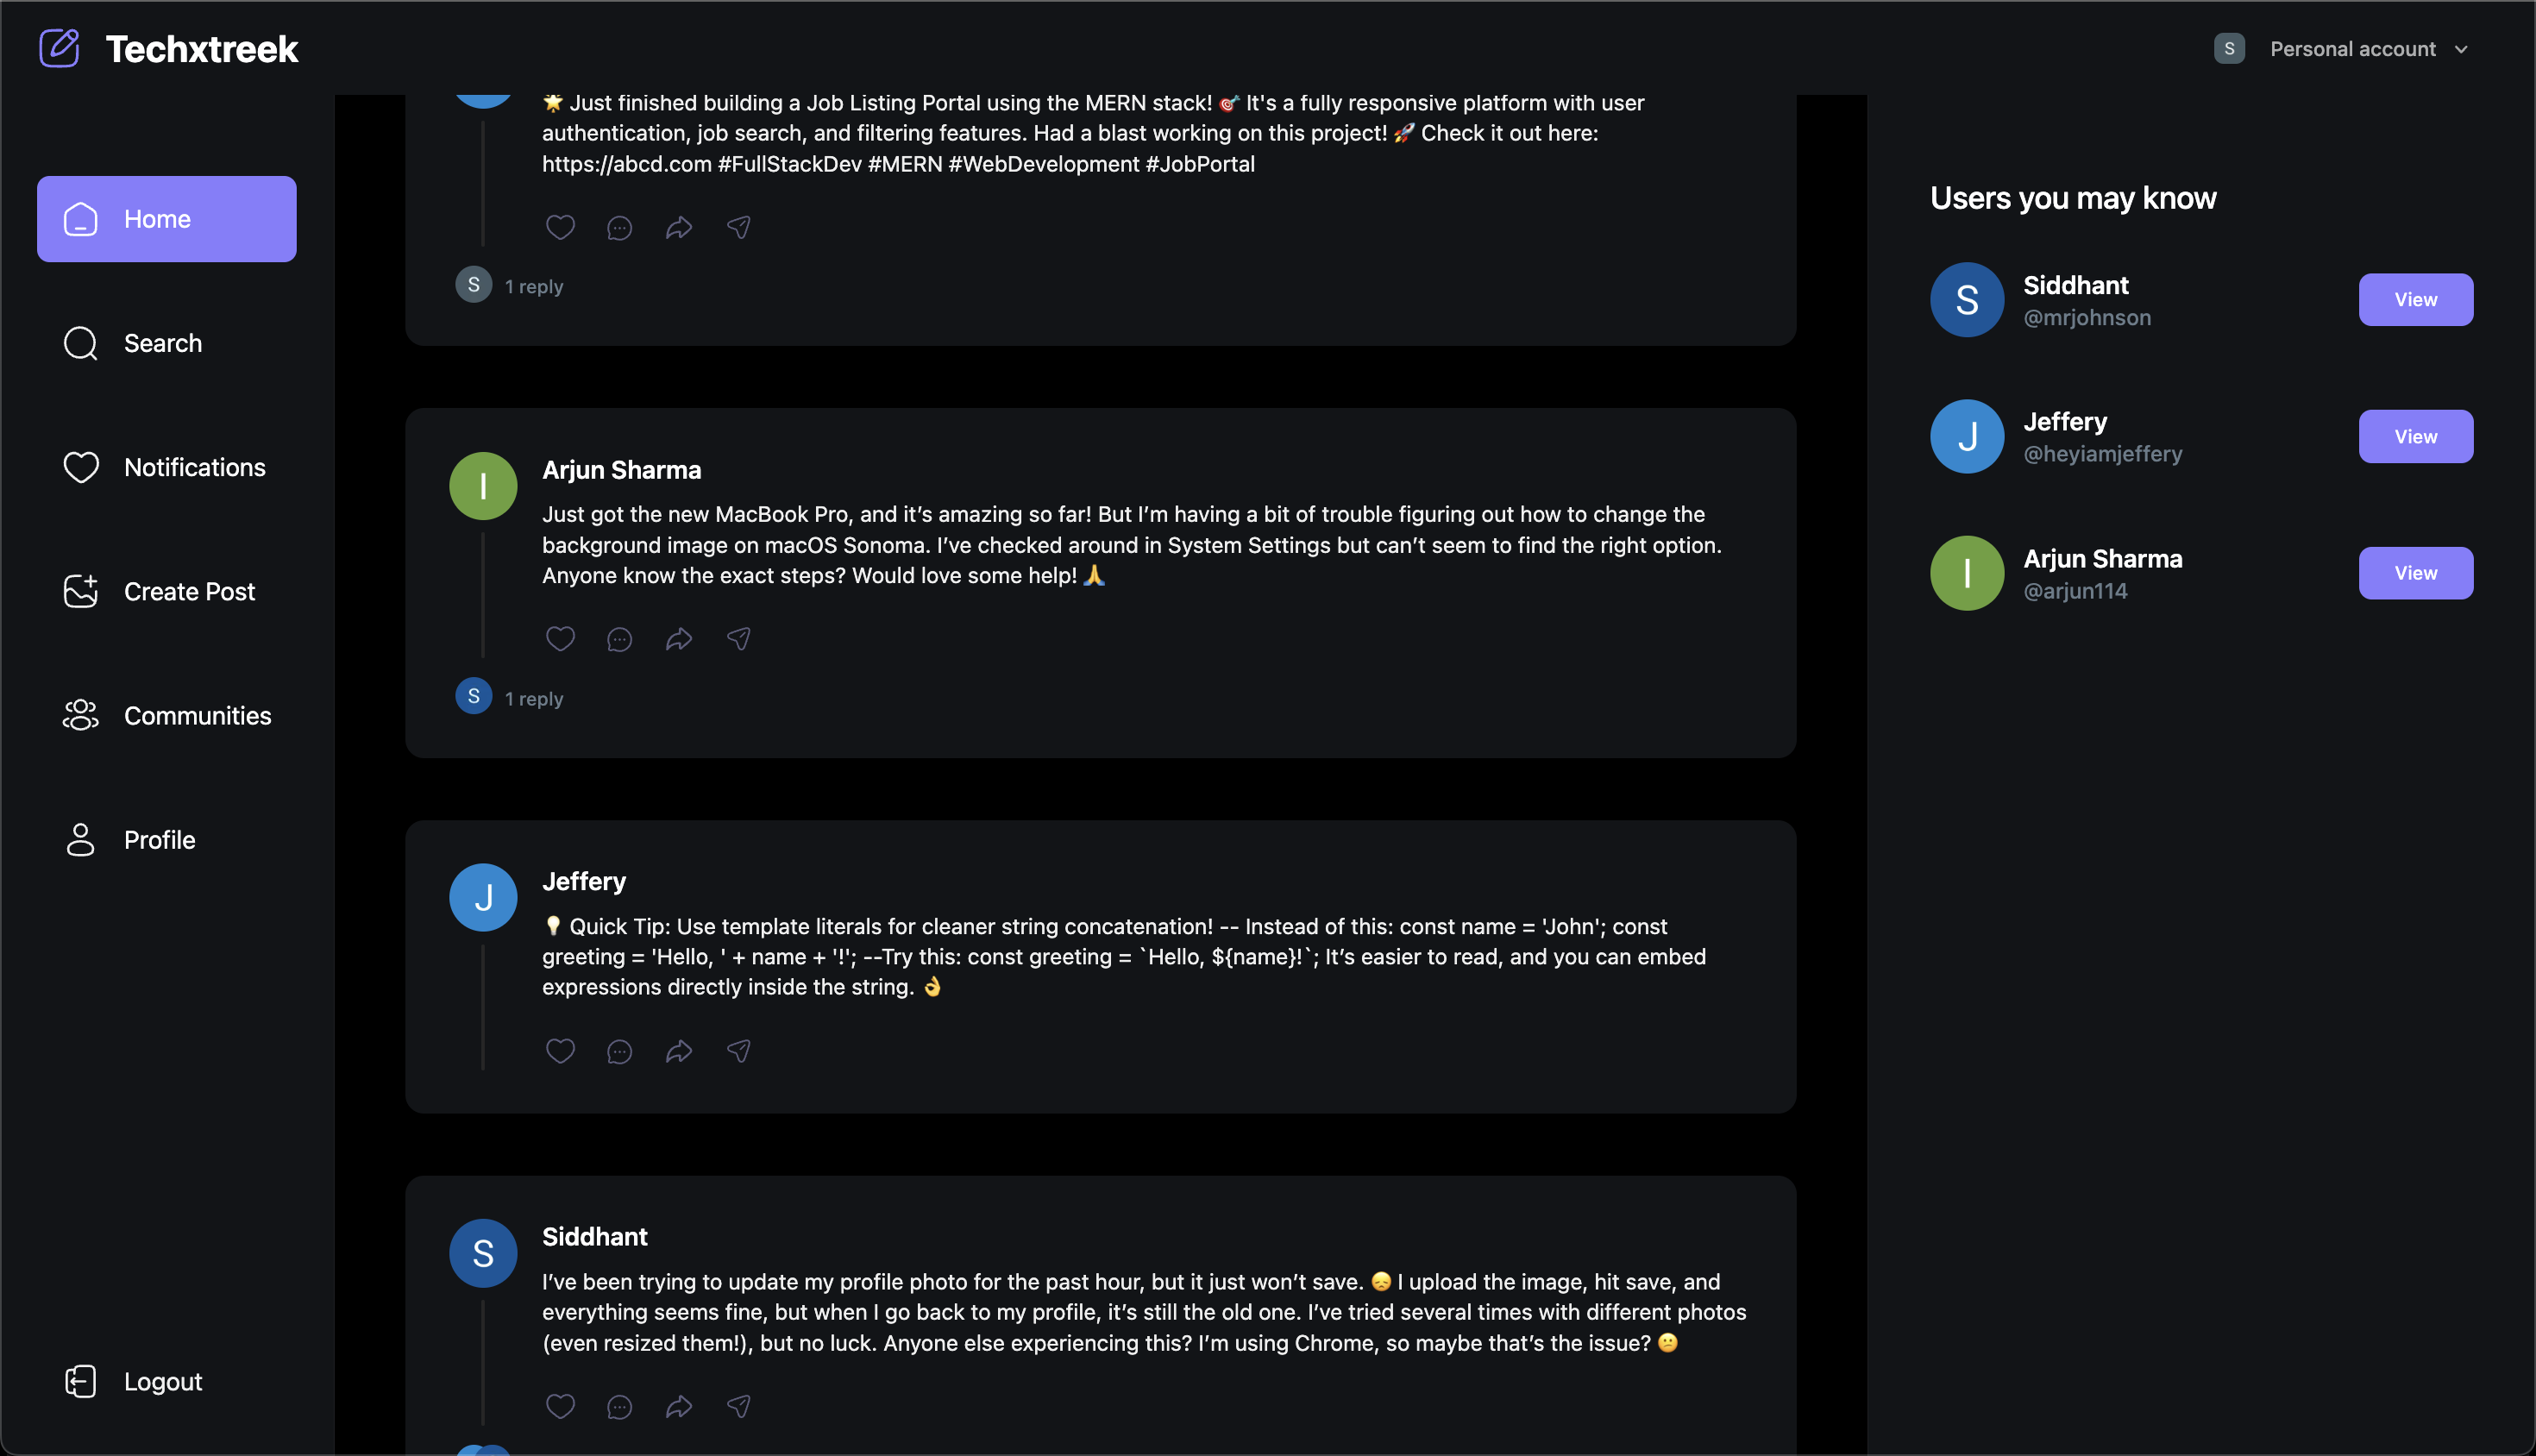 Techxtreek
S Personal account
Home
Search
Notifications
Create Post
Communities
Profile
Logout
🌟 Just finished building a Job Listing Portal using the MERN stack! 🎯 It's a fully responsive platform with user
authentication, job search, and filtering features. Had a blast working on this project! 🚀 Check it out here:
https://abcd.com #FullStackDev #MERN #WebDevelopment #JobPortal
S 1 reply
I
Arjun Sharma
Just got the new MacBook Pro, and it’s amazing so far! But I’m having a bit of trouble figuring out how to change the
background image on macOS Sonoma. I’ve checked around in System Settings but can’t seem to find the right option.
Anyone know the exact steps? Would love some help! 🙏
S 1 reply
J
Jeffery
💡 Quick Tip: Use template literals for cleaner string concatenation! -- Instead of this: const name = 'John'; const
greeting = 'Hello, ' + name + '!'; --Try this: const greeting = `Hello, ${name}!`; It’s easier to read, and you can embed
expressions directly inside the string. 👌
S
Siddhant
I’ve been trying to update my profile photo for the past hour, but it just won’t save. 😞 I upload the image, hit save, and
everything seems fine, but when I go back to my profile, it’s still the old one. I’ve tried several times with different photos
(even resized them!), but no luck. Anyone else experiencing this? I’m using Chrome, so maybe that’s the issue? 😕
Users you may know
S
Siddhant
@mrjohnson
View
J
Jeffery
@heyiamjeffery
View
I
Arjun Sharma
@arjun114
View